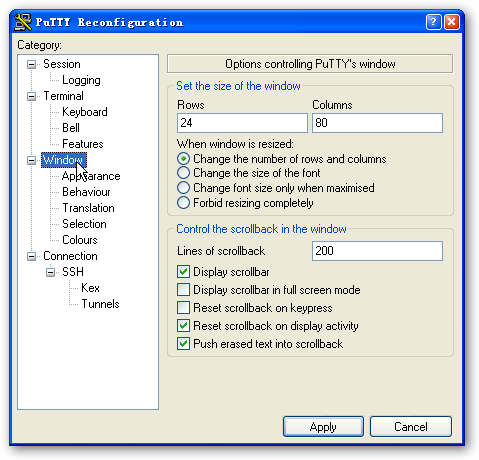 PuTTY Reconfiguration
Category:
Session
Logging
Terminal
Keyboard
Bell
Features
Window
Appearance
Behaviour
Translation
Selection
Colours
Connection
SSH
Kex
Tunnels
Options controlling PuTTY's window
Set the size of the window
Rows Columns
24 80
When window is resized:
Change the number of rows and columns
Change the size of the font
Change font size only when maximised
Forbid resizing completely
Control the scrollback in the window
Lines of scrollback 200
Display scrollbar
Display scrollbar in full screen mode
Reset scrollback on keypress
Reset scrollback on display activity
Push erased text into scrollback
Apply Cancel